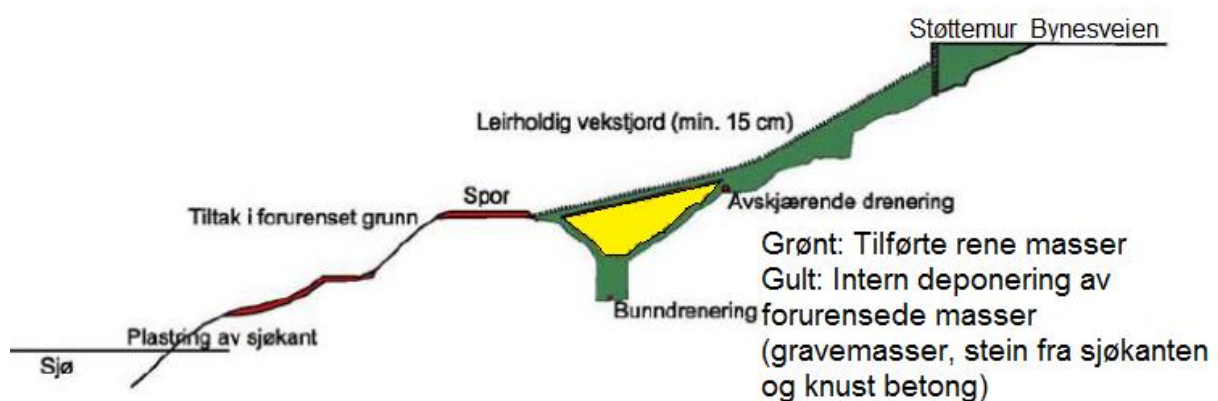 Støttemur Bynesveien
Leirholdig vekstjord (min. 15 cm)
Spor
Tiltak i forurenset grunn
Avskjærende drenering
Grønt: Tilførte rene masser
Gult: Intern deponering av
forurensede masser
(gravemasser, stein fra sjøkanten
og knust betong)
Bunndrenering
Plastring av sjøkant
Sjø